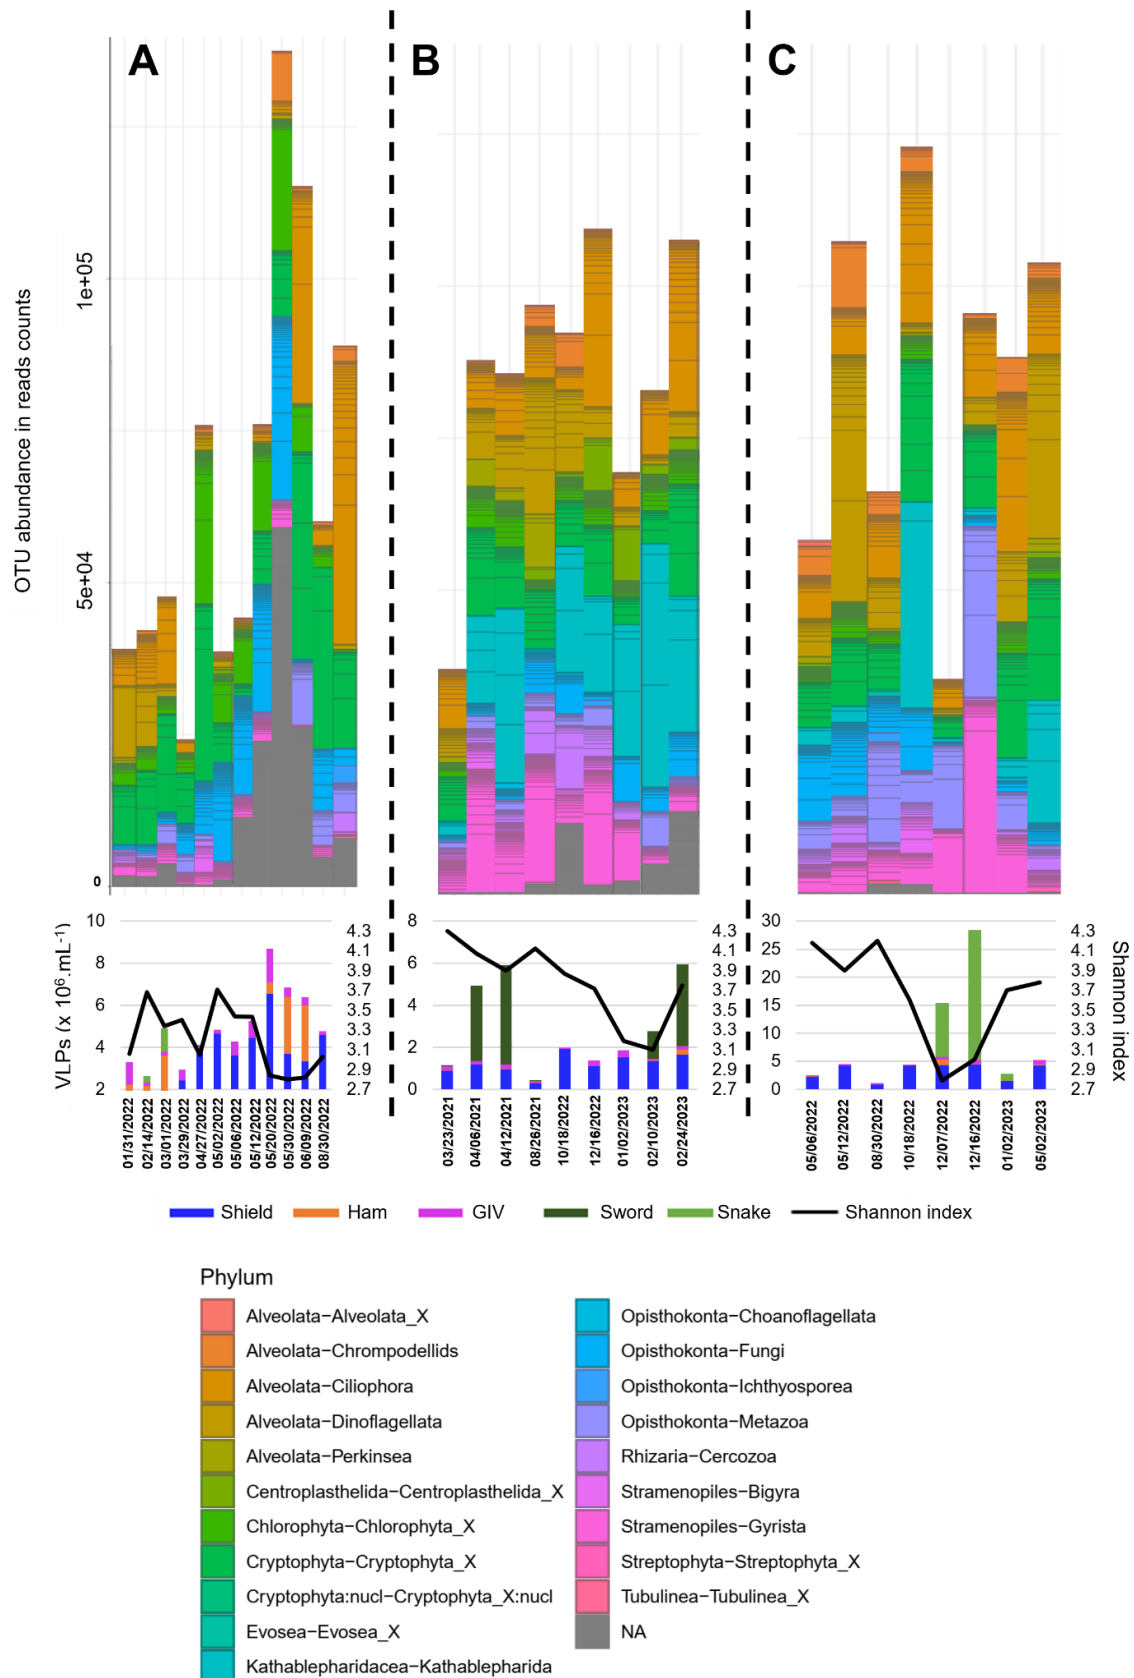 A
B
C
OTU abundance in reads counts
1e+05
5e+04
0
VLPs (x 10⁶.mL⁻¹)
10
8
6
4
2
4.3
4.1
3.9
3.7
3.5
3.3
3.1
2.9
2.7
8
6
4
2
0
4.3
4.1
3.9
3.7
3.5
3.3
3.1
2.9
2.7
30
25
20
15
10
5
0
4.3
4.1
3.9
3.7
3.5
3.3
3.1
2.9
2.7
Shannon index
01/31/2022
02/14/2022
03/01/2022
03/29/2022
04/27/2022
05/02/2022
05/06/2022
05/12/2022
05/20/2022
05/30/2022
06/09/2022
08/30/2022
03/23/2021
04/06/2021
04/12/2021
08/26/2021
10/18/2022
12/16/2022
01/02/2023
02/10/2023
02/24/2023
05/06/2022
05/12/2022
08/30/2022
10/18/2022
12/07/2022
12/16/2022
01/02/2023
05/02/2023
Shield Ham GIV Sword Snake Shannon index
Phylum
Alveolata−Alveolata_X
Alveolata−Chrompodellids
Alveolata−Ciliophora
Alveolata−Dinoflagellata
Alveolata−Perkinsea
Centroplasthelida−Centroplasthelida_X
Chlorophyta−Chlorophyta_X
Cryptophyta−Cryptophyta_X
Cryptophyta:nucl−Cryptophyta_X:nucl
Evosea−Evosea_X
Kathablepharidacea−Kathablepharida
Opisthokonta−Choanoflagellata
Opisthokonta−Fungi
Opisthokonta−Ichthyosporea
Opisthokonta−Metazoa
Rhizaria−Cercozoa
Stramenopiles−Bigyra
Stramenopiles−Gyrista
Streptophyta−Streptophyta_X
Tubulinea−Tubulinea_X
NA